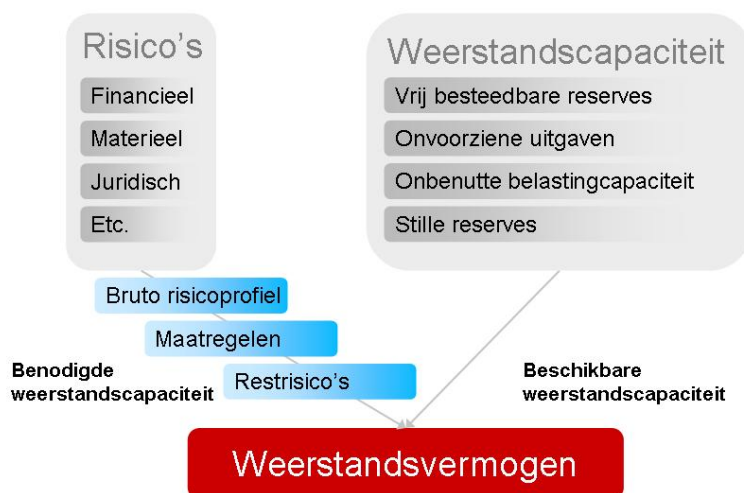 Risico's
Financieel
Materieel
Juridisch
Etc.
Weerstandscapaciteit
Vrij besteedbare reserves
Onvoorziene uitgaven
Onbenutte belastingcapaciteit
Stille reserves
Bruto risicoprofiel
Maatregelen
Restrisico's
Benodigde
weerstandscapaciteit
Beschikbare
weerstandscapaciteit
Weerstandsvermogen